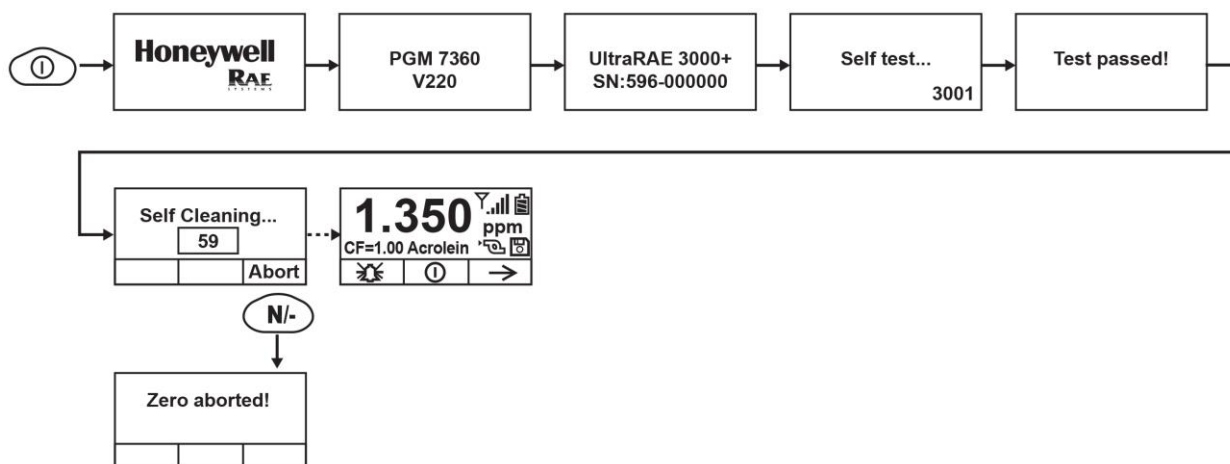 Honeywell
RAE
SYSTEMS
PGM 7360
V220
UltraRAE 3000+
SN:596-000000
Self test...
3001
Test passed!
Self Cleaning...
59
Abort
1.350
ppm
CF=1.00 Acrolein
N/-
Zero aborted!